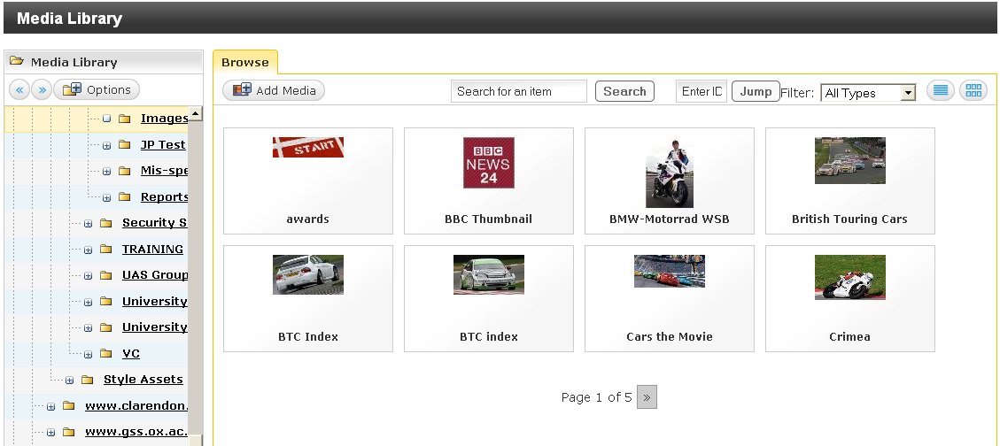 Media Library
Media Library
« » Options
Images
JP Test
Mis-spe
Reports
Security S
TRAINING
UAS Group
University
University
VC
Style Assets
www.clarendon.
www.gss.ox.ac.
Browse
Add Media Search for an item Search Enter ID Jump Filter: All Types
START
awards
BBC
NEWS
24
BBC Thumbnail
BMW-Motorrad WSB
British Touring Cars
BTC Index
BTC index
Cars the Movie
Crimea
Page 1 of 5 »